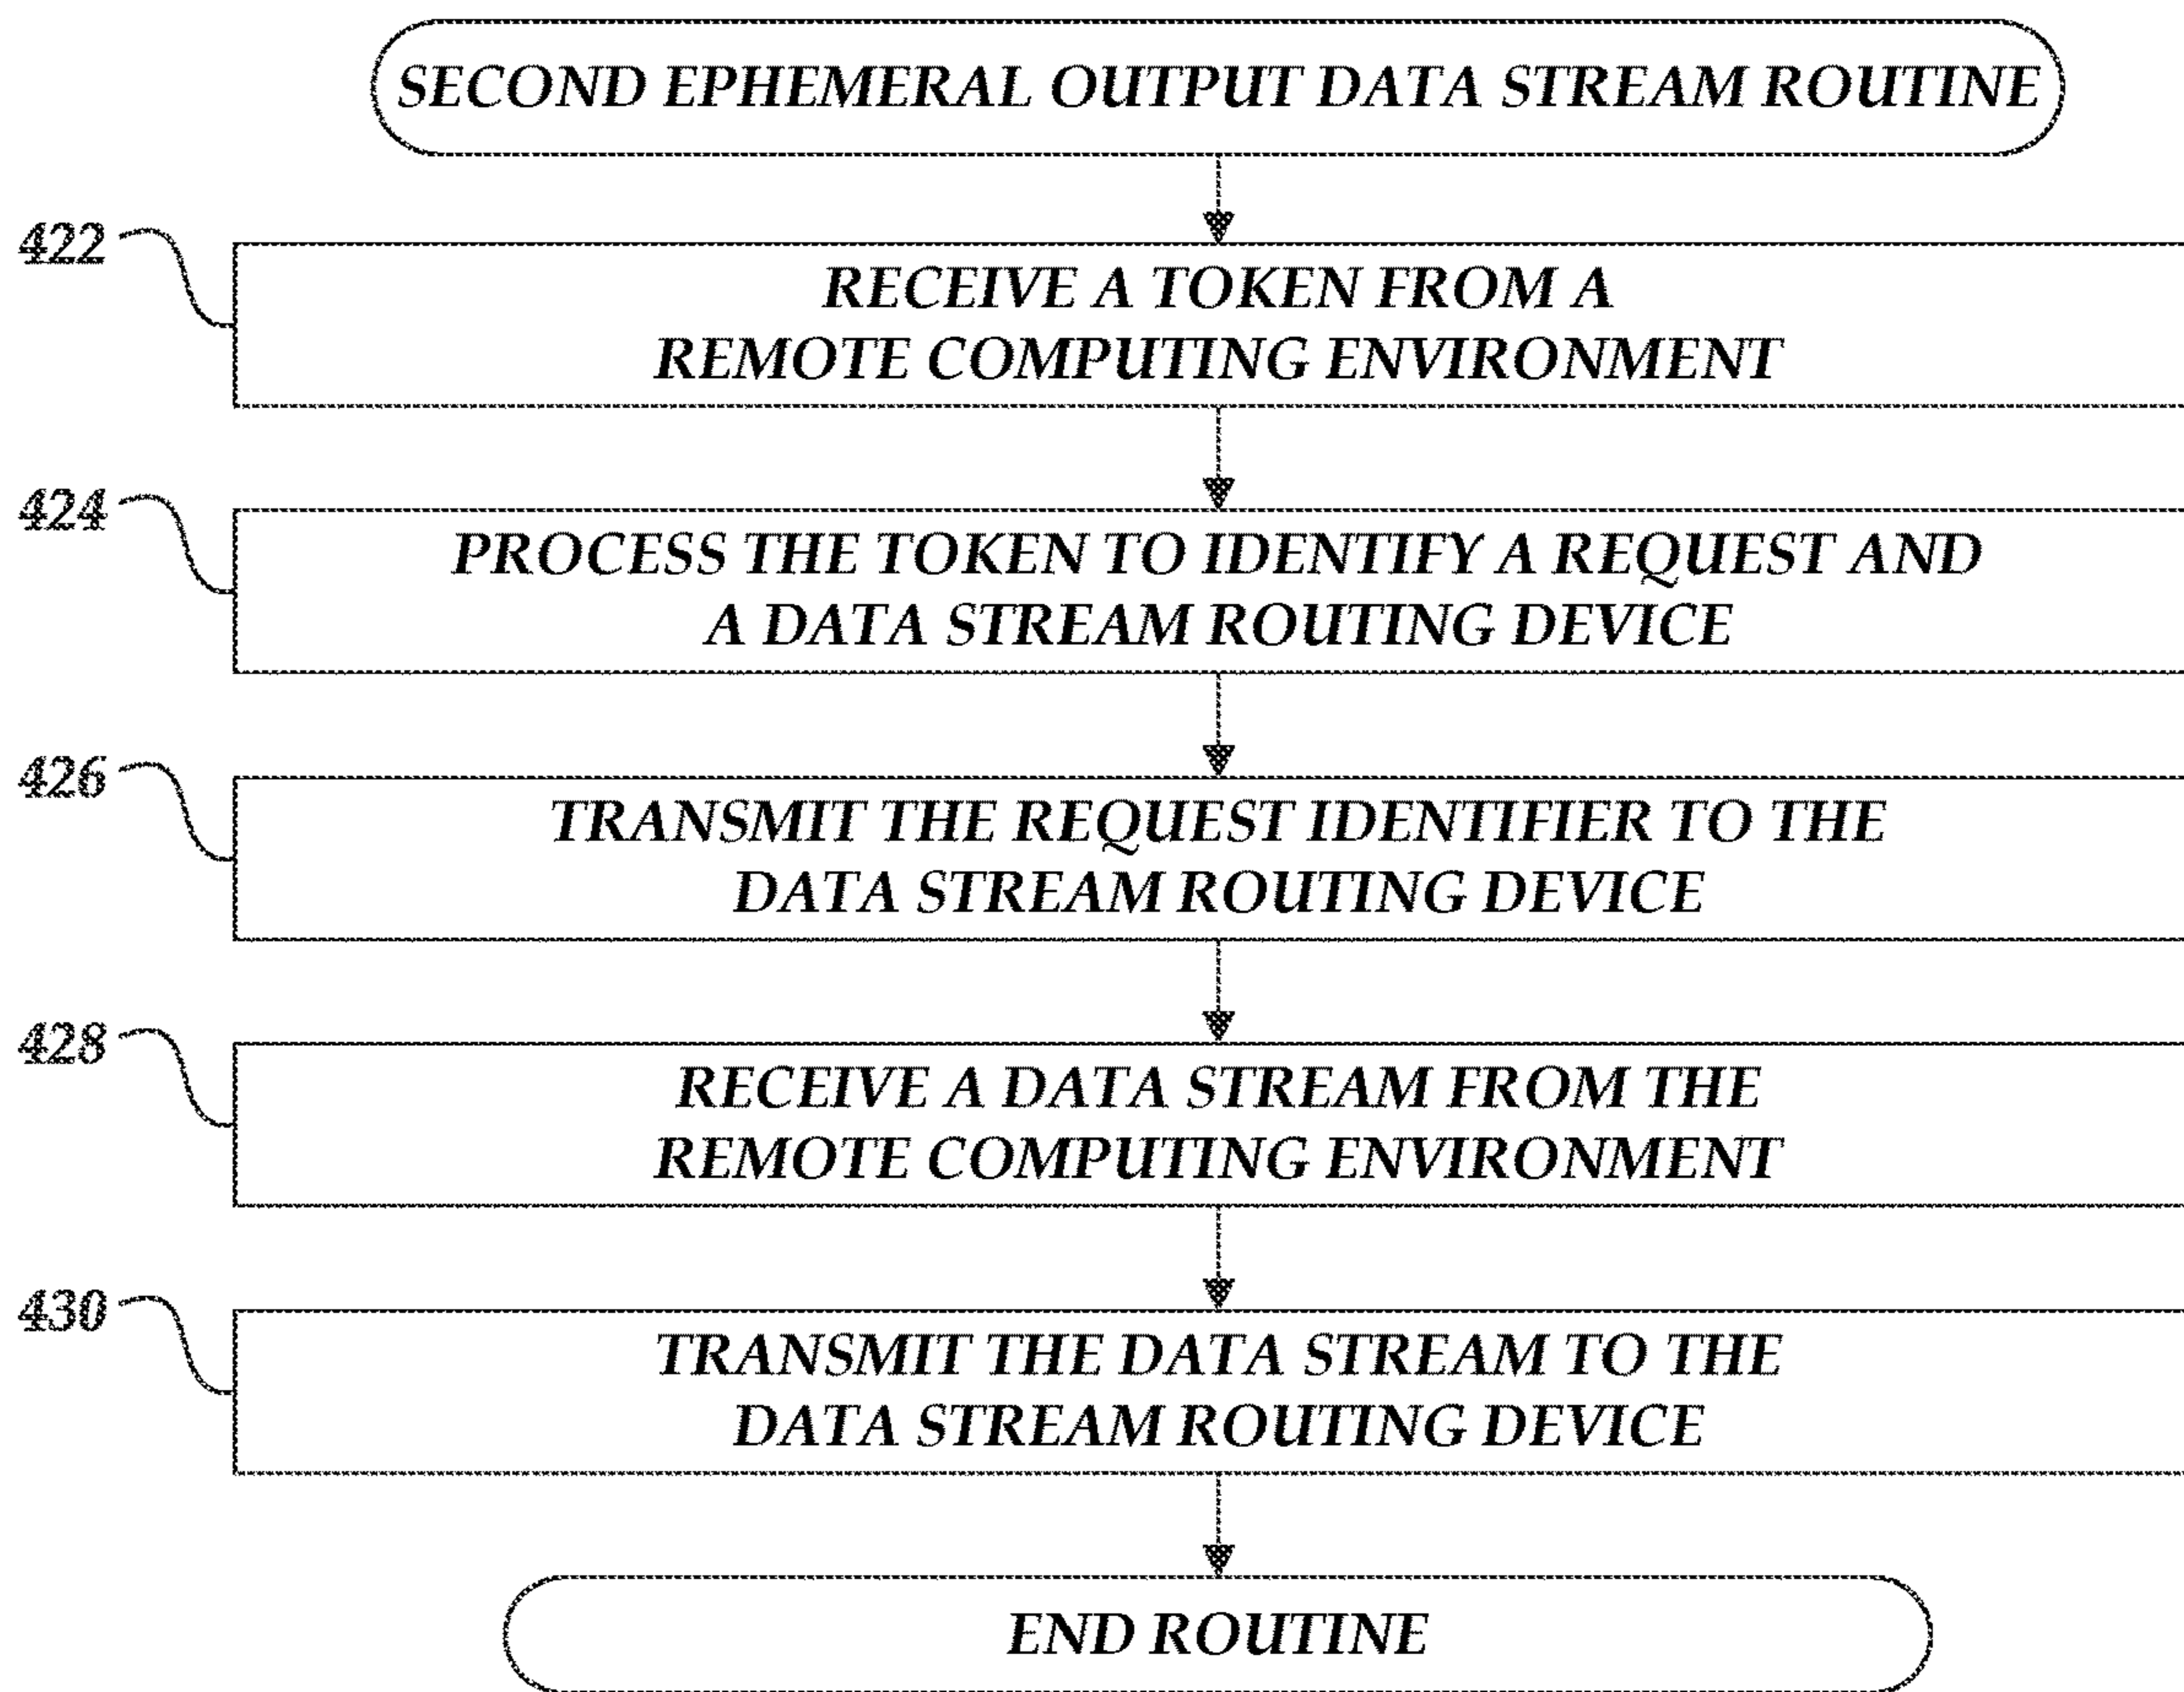 SECOND EPHEMERAL OUTPUT DATA STREAM ROUTINE
422
RECEIVE A TOKEN FROM A
REMOTE COMPUTING ENVIRONMENT
424
PROCESS THE TOKEN TO IDENTIFY A REQUEST AND
A DATA STREAM ROUTING DEVICE
426
TRANSMIT THE REQUEST IDENTIFIER TO THE
DATA STREAM ROUTING DEVICE
428
RECEIVE A DATA STREAM FROM THE
REMOTE COMPUTING ENVIRONMENT
430
TRANSMIT THE DATA STREAM TO THE
DATA STREAM ROUTING DEVICE
END ROUTINE